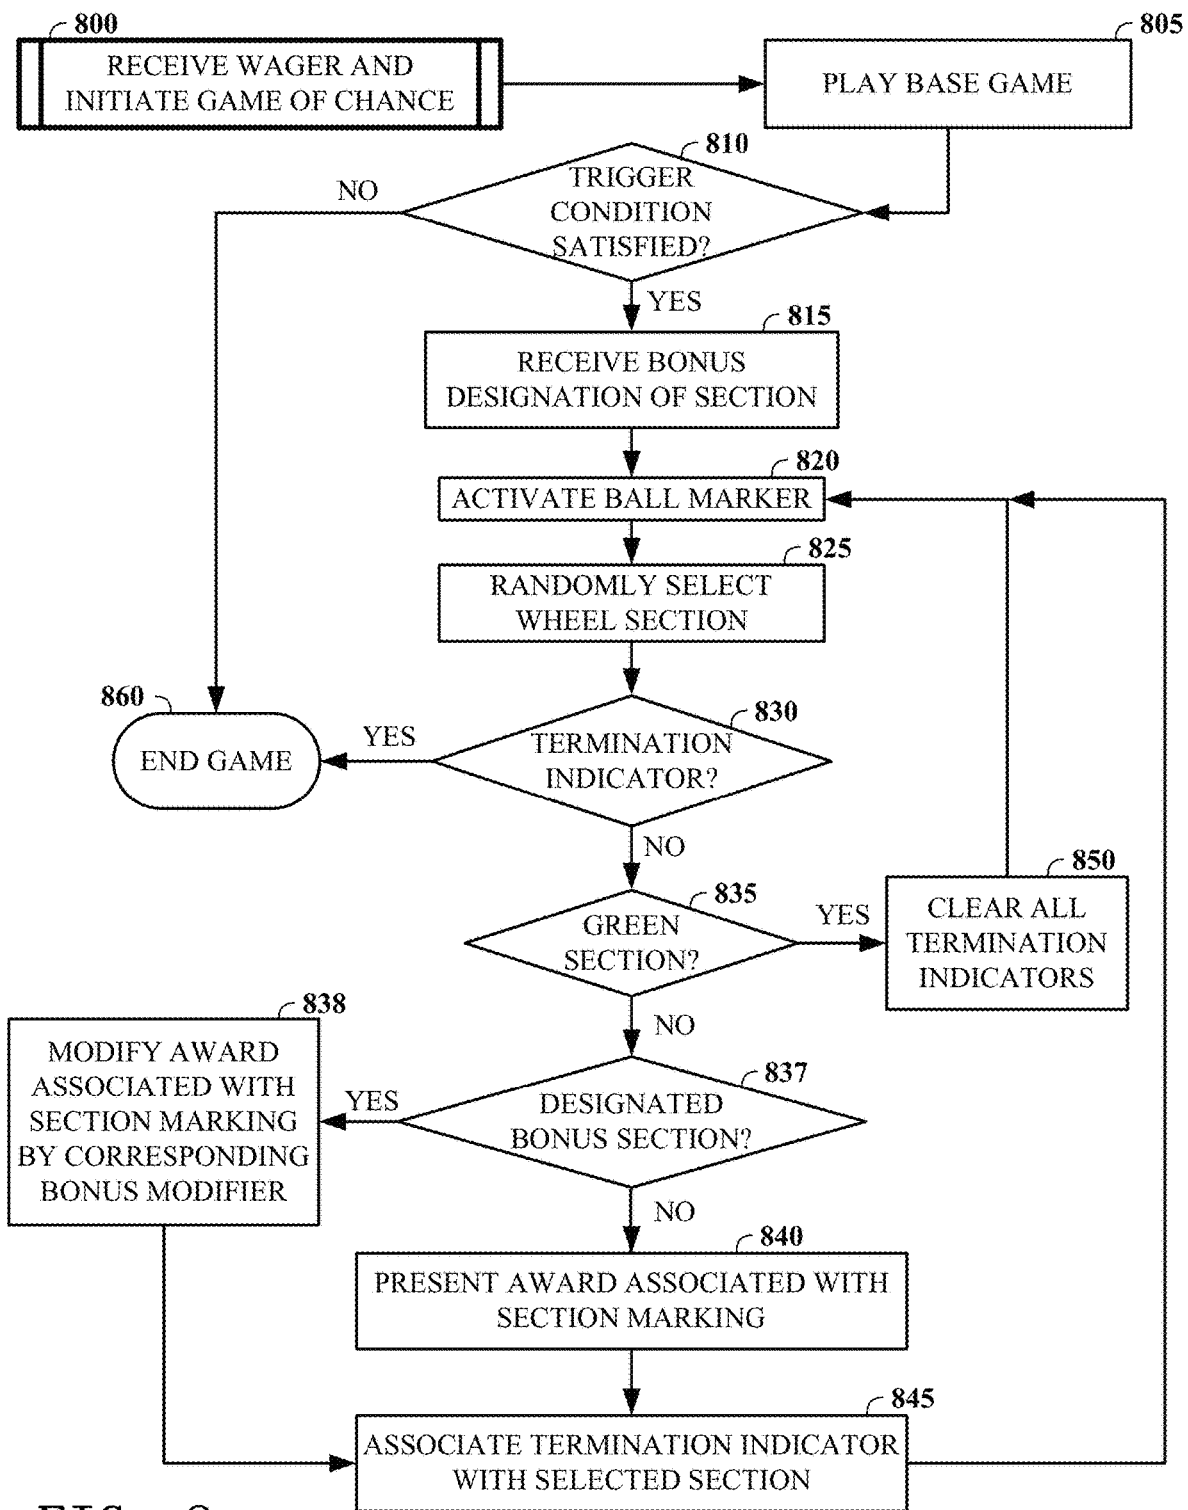 800
RECEIVE WAGER AND
INITIATE GAME OF CHANCE
805
PLAY BASE GAME
810
TRIGGER
CONDITION
SATISFIED?
NO
YES
815
RECEIVE BONUS
DESIGNATION OF SECTION
820
ACTIVATE BALL MARKER
825
RANDOMLY SELECT
WHEEL SECTION
830
TERMINATION
INDICATOR?
YES
860
END GAME
NO
835
GREEN
SECTION?
YES
850
CLEAR ALL
TERMINATION
INDICATORS
NO
837
DESIGNATED
BONUS SECTION?
YES
838
MODIFY AWARD
ASSOCIATED WITH
SECTION MARKING
BY CORRESPONDING
BONUS MODIFIER
NO
840
PRESENT AWARD ASSOCIATED WITH
SECTION MARKING
845
ASSOCIATE TERMINATION INDICATOR
WITH SELECTED SECTION